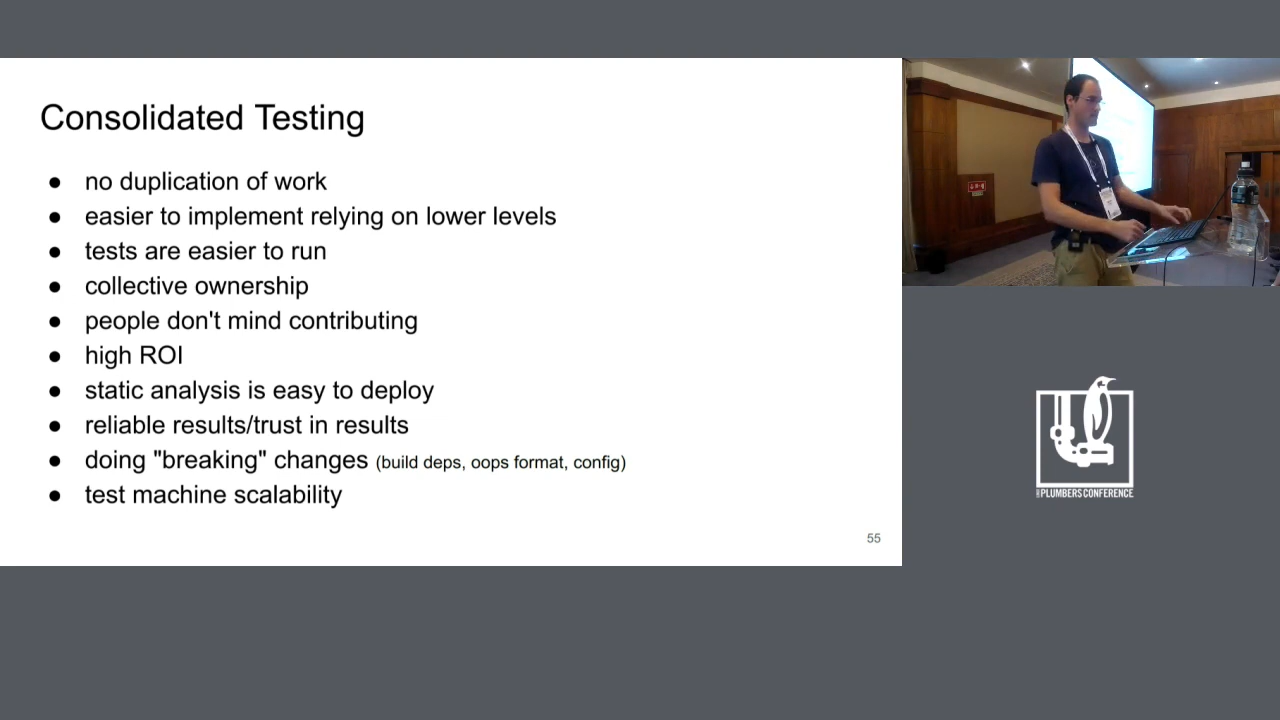 Consolidated Testing
● no duplication of work
● easier to implement relying on lower levels
● tests are easier to run
● collective ownership
● people don't mind contributing
● high ROI
● static analysis is easy to deploy
● reliable results/trust in results
● doing "breaking" changes (build deps, oops format, config)
● test machine scalability
55
PLUMBERS CONFERENCE